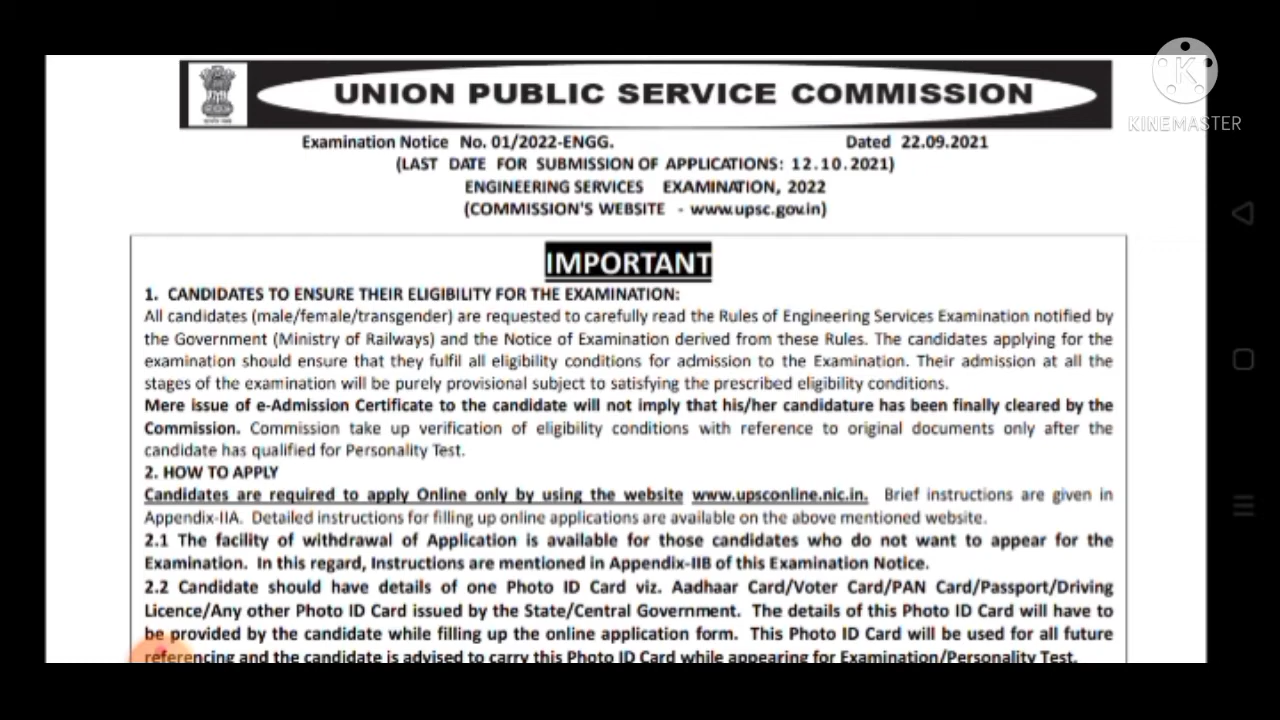 UNION PUBLIC SERVICE COMMISSION
KINEMASTER
Examination Notice No. 01/2022-ENGG. Dated 22.09.2021
(LAST DATE FOR SUBMISSION OF APPLICATIONS: 12.10.2021)
ENGINEERING SERVICES EXAMINATION, 2022
(COMMISSION'S WEBSITE - www.upsc.gov.in)
IMPORTANT
1. CANDIDATES TO ENSURE THEIR ELIGIBILITY FOR THE EXAMINATION:
All candidates (male/female/transgender) are requested to carefully read the Rules of Engineering Services Examination notified by
the Government (Ministry of Railways) and the Notice of Examination derived from these Rules. The candidates applying for the
examination should ensure that they fulfil all eligibility conditions for admission to the Examination. Their admission at all the
stages of the examination will be purely provisional subject to satisfying the prescribed eligibility conditions.
Mere issue of e-Admission Certificate to the candidate will not imply that his/her candidature has been finally cleared by the
Commission. Commission take up verification of eligibility conditions with reference to original documents only after the
candidate has qualified for Personality Test.
2. HOW TO APPLY
Candidates are required to apply Online only by using the website www.upsconline.nic.in. Brief instructions are given in
Appendix-IIA. Detailed instructions for filling up online applications are available on the above mentioned website.
2.1 The facility of withdrawal of Application is available for those candidates who do not want to appear for the
Examination. In this regard, Instructions are mentioned in Appendix-IIB of this Examination Notice.
2.2 Candidate should have details of one Photo ID Card viz. Aadhaar Card/Voter Card/PAN Card/Passport/Driving
Licence/Any other Photo ID Card issued by the State/Central Government. The details of this Photo ID Card will have to
be provided by the candidate while filling up the online application form. This Photo ID Card will be used for all future
referencing and the candidate is advised to carry this Photo ID Card while appearing for Examination/Personality Test.